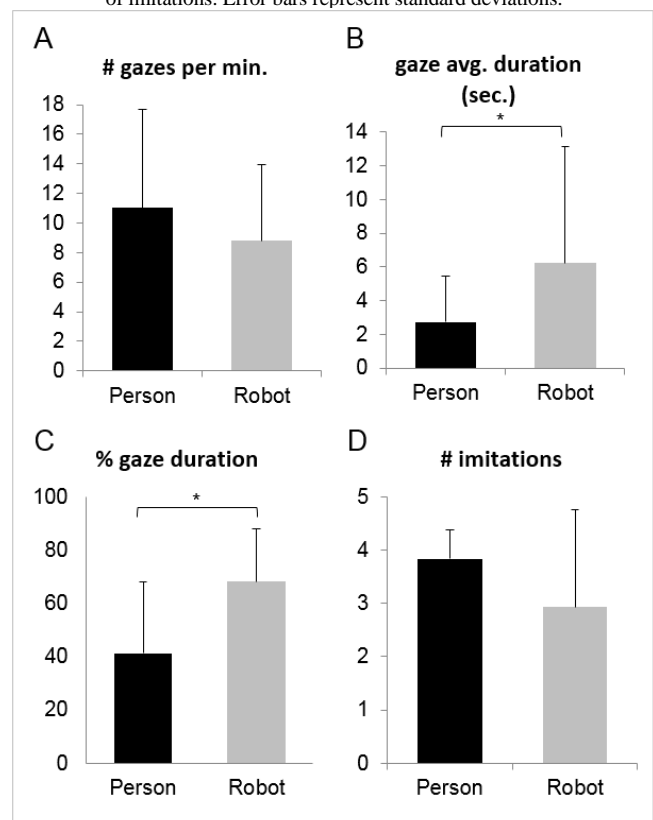 of imitations. Error bars represent standard deviations.
A
# gazes per min.
18
16
14
12
10
8
6
4
2
0
Person Robot
B
gaze avg. duration
(sec.)
*
14
12
10
8
6
4
2
0
Person Robot
C
% gaze duration
*
100
80
60
40
20
0
Person Robot
D
# imitations
5
4
3
2
1
0
Person Robot